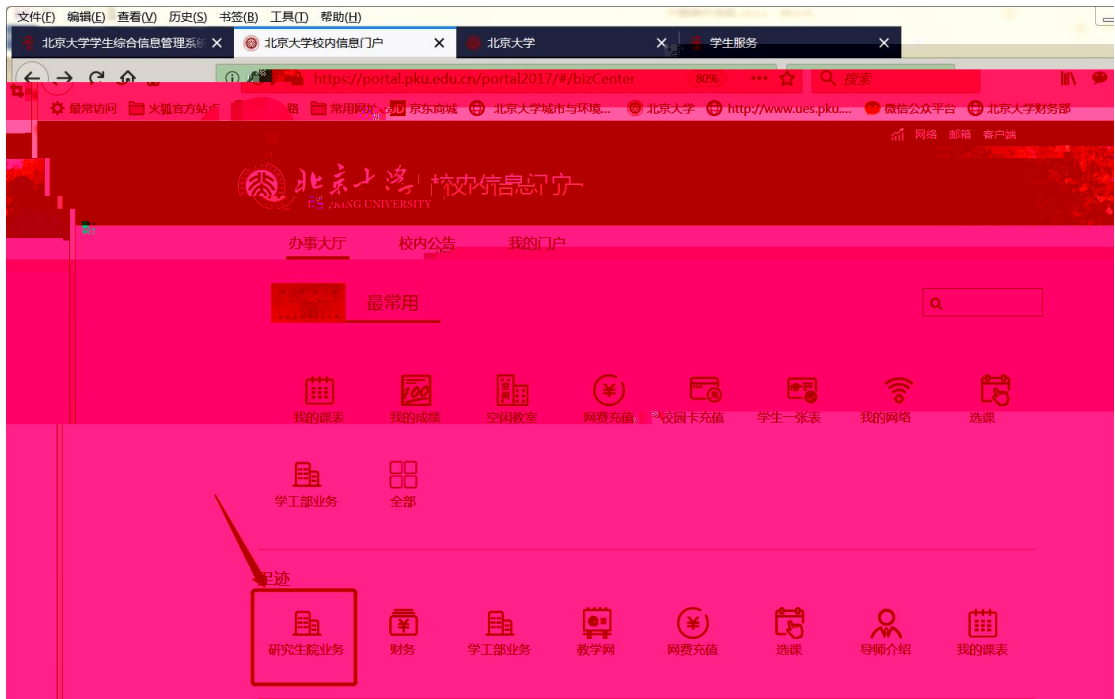 文件(F) 编辑(E) 查看(V) 历史(S) 书签(B) 工具(T) 帮助(H)
北京大学学生综合信息管理系统 北京大学校内信息门户 北京大学 学生服务
https://portal.pku.edu.cn/portal2017/#/bizCenter 80% 搜索
最常访问 火狐官方站点 常用网址 JD 京东商城 北京大学城市与环境... 北京大学 http://www.ues.pku.... 微信公众平台 北京大学财务部
网络 邮箱 客户端
北京大学 校内信息门户
PEKING UNIVERSITY
办事大厅 校内公告 我的门户
最常用
我的课表 我的成绩 空闲教室 网费充值 校园卡充值 学生一张表 我的网络 选课
学工部业务 全部
足迹
研究生院业务 财务 学工部业务 教学网 网费充值 选课 导师介绍 我的课表